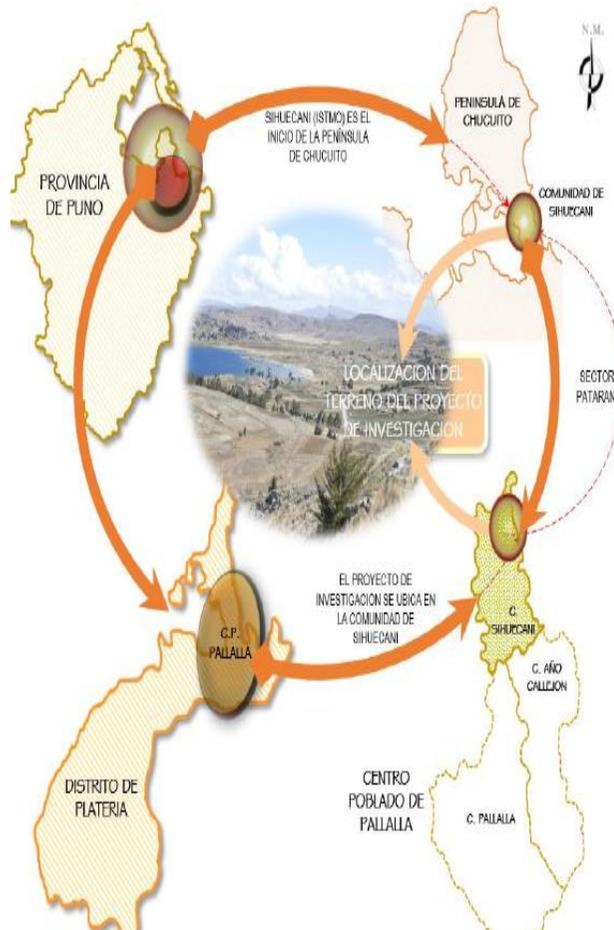 N.M.
SIHUECANI (ISTMO) ES EL
INICIO DE LA PENÍNSULA
DE CHUCUITO
PENINSULA DE
CHUCUITO
PROVINCIA
DE PUNO
COMUNIDAD DE
SIHUECANI
LOCALIZACION DEL
TERRENO DEL PROYECTO
DE INVESTIGACION
SECTOR
PATARAN
EL PROYECTO DE
INVESTIGACION SE UBICA EN
LA COMUNIDAD DE
SIHUECANI
C.P.
PALLALLA
C.
SIHUECANI
C. AÑO
CALLEJON
DISTRITO DE
PLATERIA
CENTRO
POBLADO DE
PALLALLA
C. PALLALLA